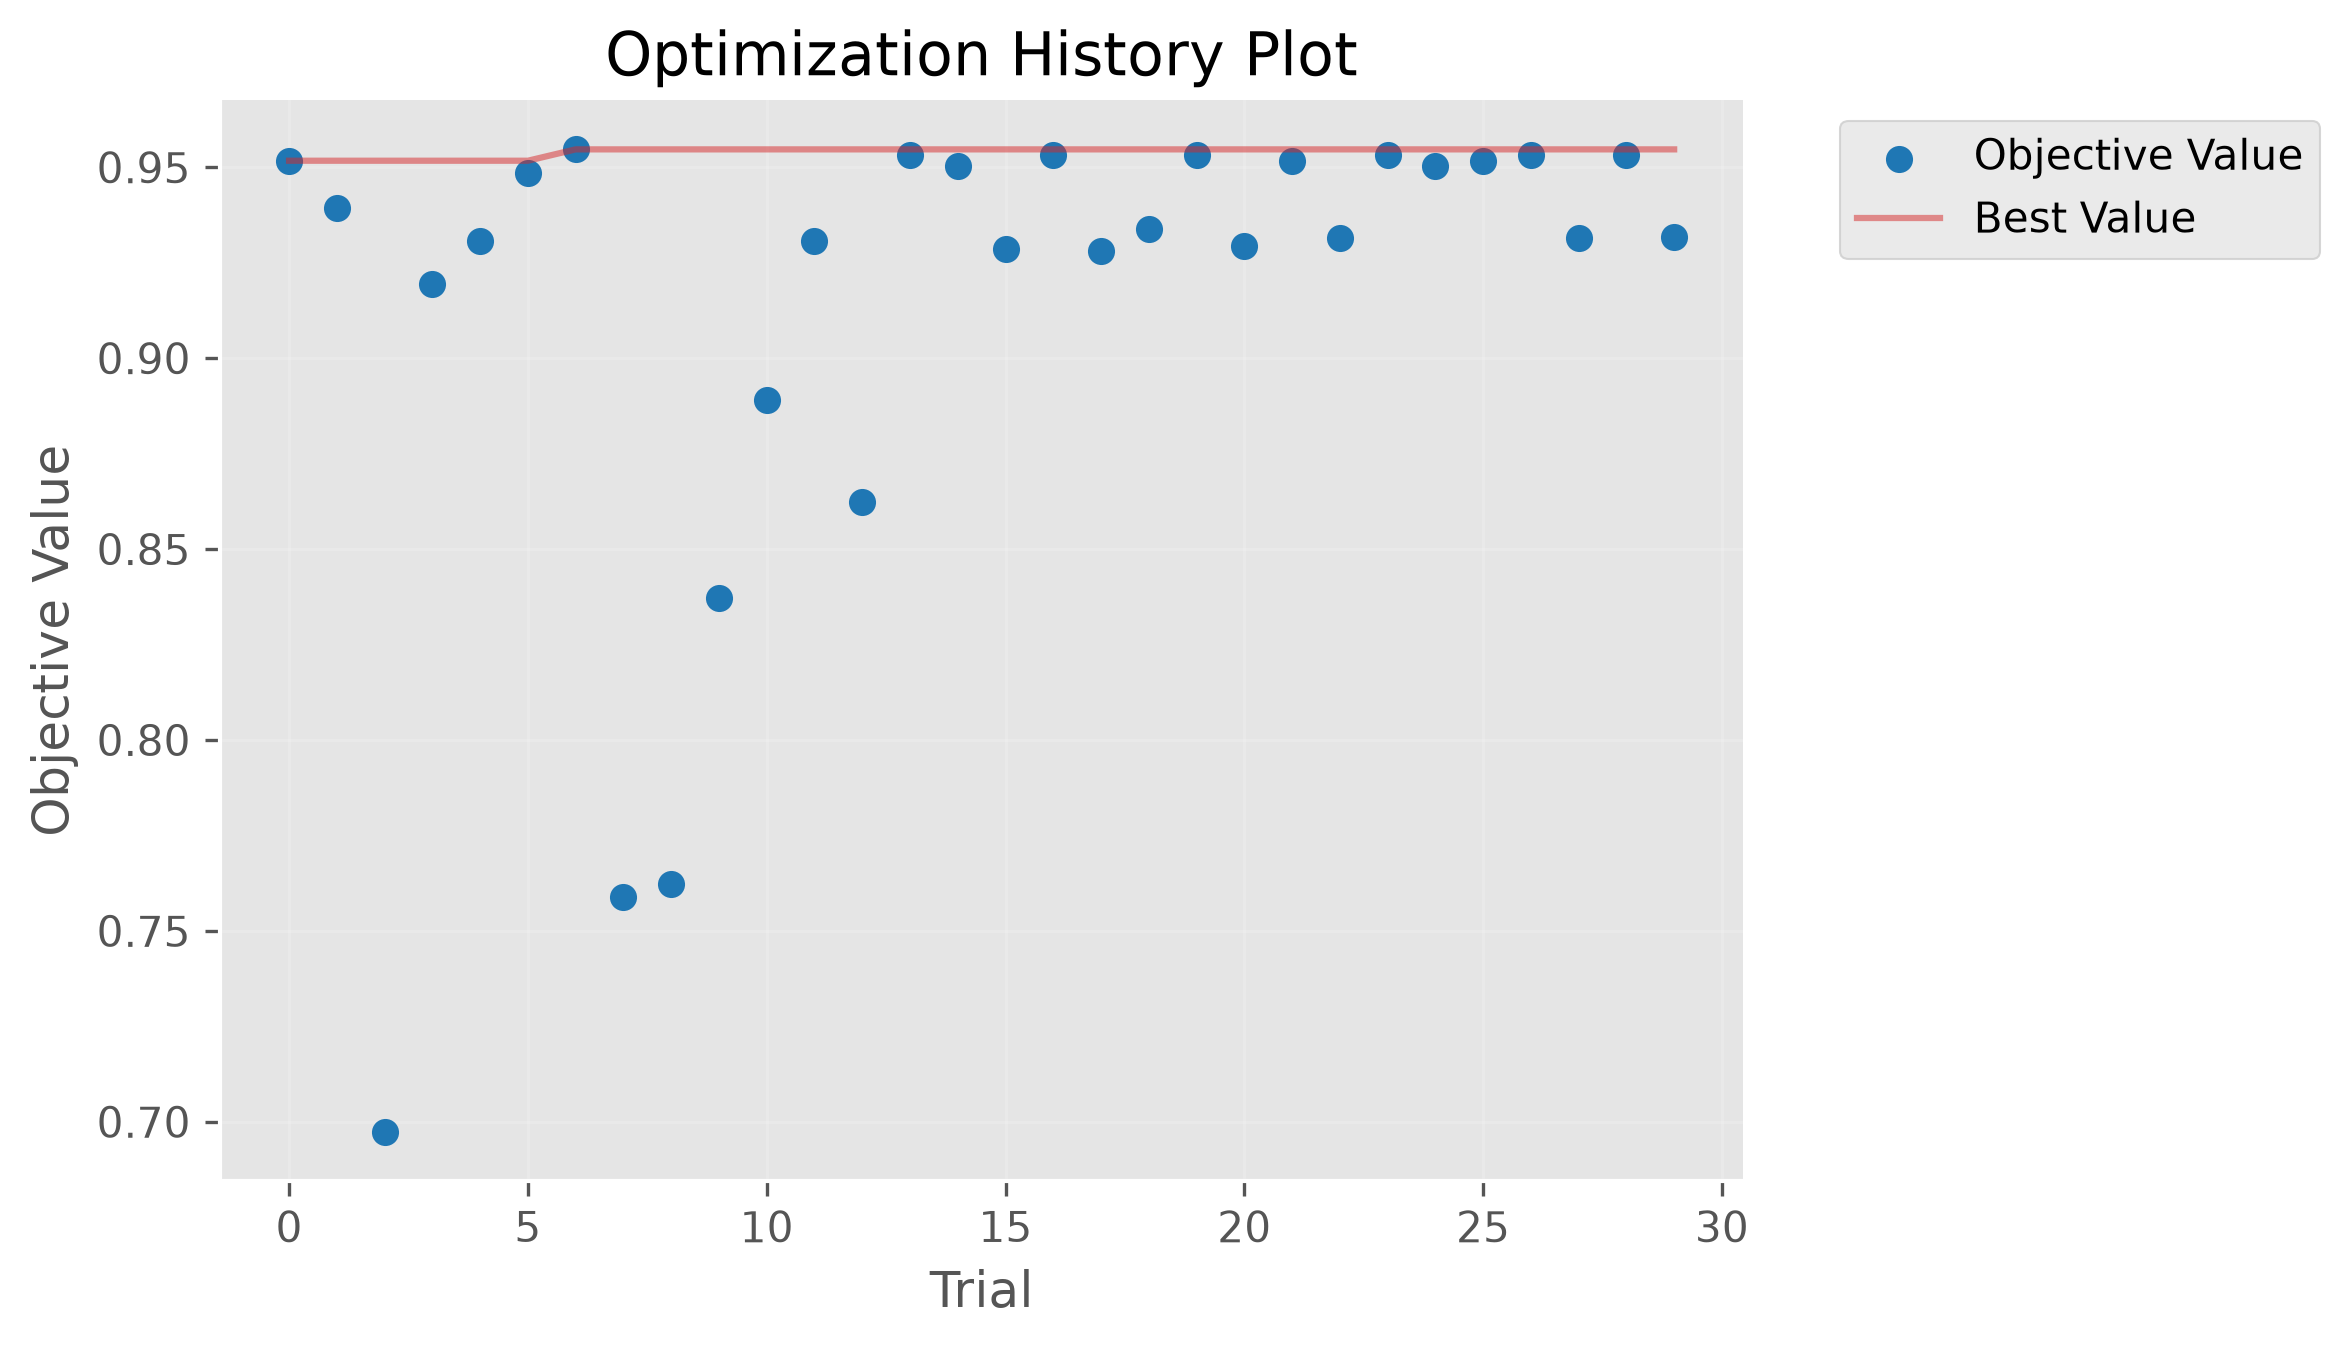 Optimization History Plot
Objective Value
Best Value
0.95
0.90
0.85
0.80
0.75
0.70
Objective Value
0 5 10 15 20 25 30
Trial